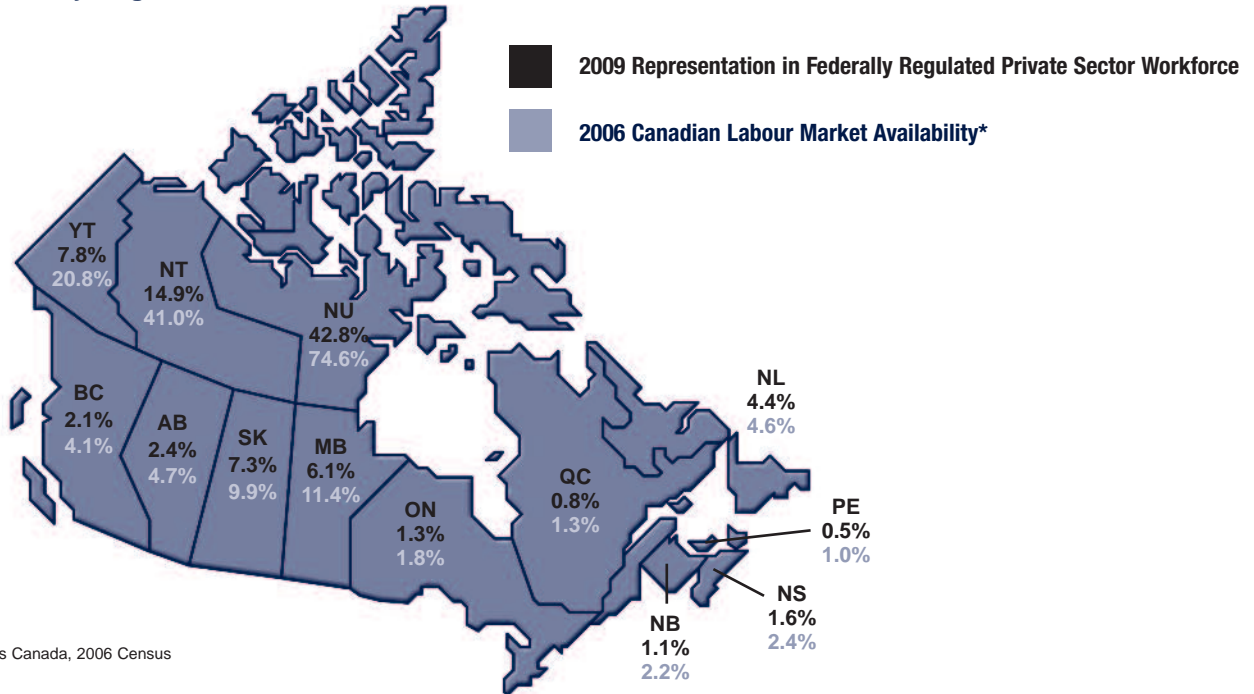 2009 Representation in Federally Regulated Private Sector Workforce
2006 Canadian Labour Market Availability*
YT
7.8%
20.8%
NT
14.9%
41.0%
NU
42.8%
74.6%
BC
2.1%
4.1%
AB
2.4%
4.7%
SK
7.3%
9.9%
MB
6.1%
11.4%
ON
1.3%
1.8%
QC
0.8%
1.3%
NL
4.4%
4.6%
PE
0.5%
1.0%
NS
1.6%
2.4%
NB
1.1%
2.2%
Canada, 2006 Census